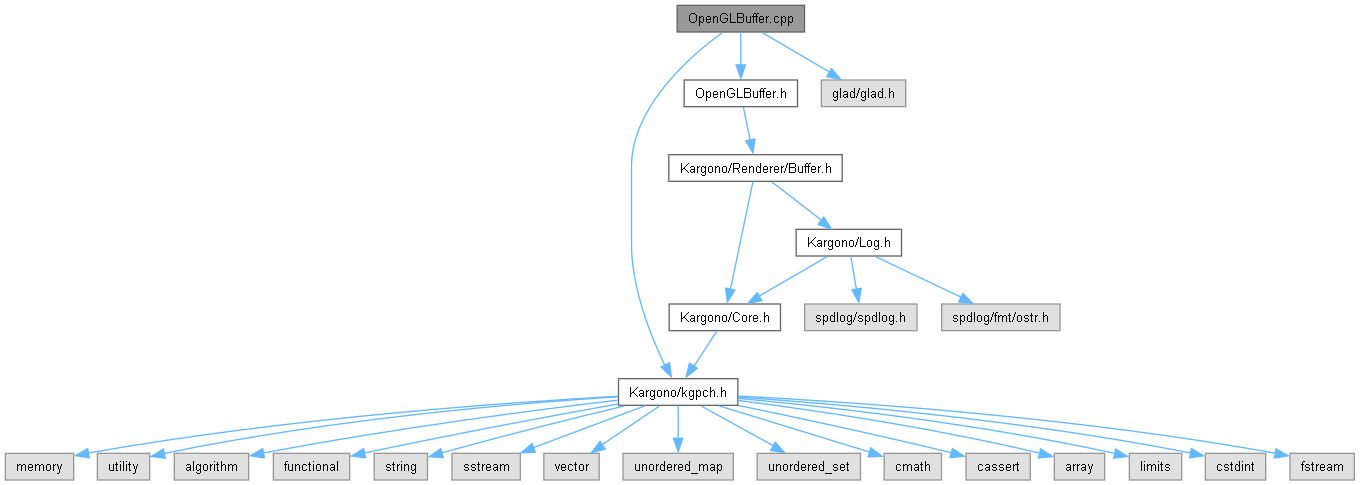 OpenGLBuffer.cpp
OpenGLBuffer.h
glad/glad.h
Kargono/Renderer/Buffer.h
Kargono/Log.h
Kargono/Core.h
spdlog/spdlog.h
spdlog/fmt/ostr.h
Kargono/kgpch.h
memory
utility
algorithm
functional
string
sstream
vector
unordered_map
unordered_set
cmath
cassert
array
limits
cstdint
fstream